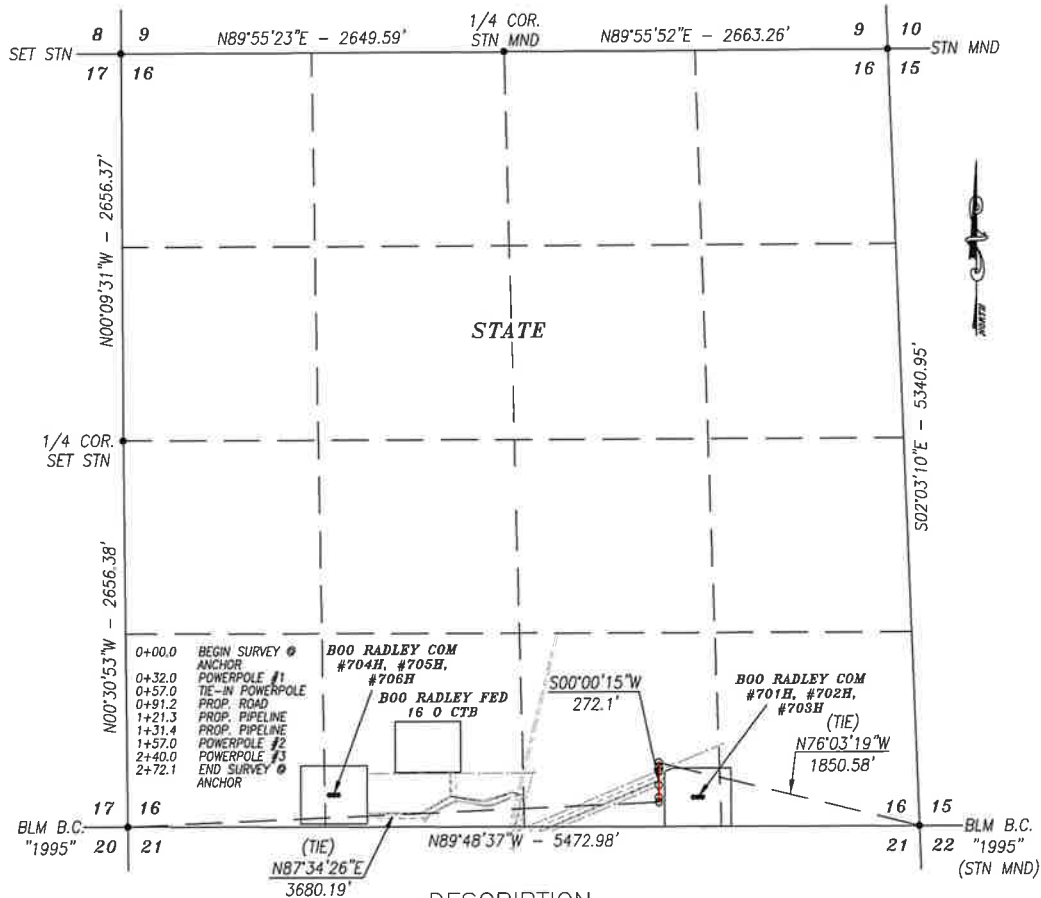 8 9
N89°55'23"E - 2649.59'
1/4 COR.
STN MND
N89°55'52"E - 2663.26'
9 10
SET STN
STN MND
17 16
16 15
N00°09'31"W - 2656.37'
NORTH
STATE
S02°03'10"E - 5340.95'
1/4 COR.
SET STN
N00°30'53"W - 2656.38'
0+00.0 BEGIN SURVEY @
ANCHOR
0+32.0 POWERPOLE #1
0+57.0 TIE-IN POWERPOLE
0+91.2 PROP. ROAD
1+21.3 PROP. PIPELINE
1+31.4 PROP. PIPELINE
1+57.0 POWERPOLE #2
2+40.0 POWERPOLE #3
2+72.1 END SURVEY @
ANCHOR
BOO RADLEY COM
#704H, #705H,
#706H
BOO RADLEY FED
16 O CTB
S00°00'15"W
272.1'
BOO RADLEY COM
#701H, #702H,
#703H
(TIE)
N76°03'19"W
1850.58'
17 16
16 15
BLM B.C.
"1995"
20 21
(TIE)
N87°34'26"E
3680.19'
N89°48'37"W - 5472.98'
21 22
BLM B.C.
"1995"
(STN MND)